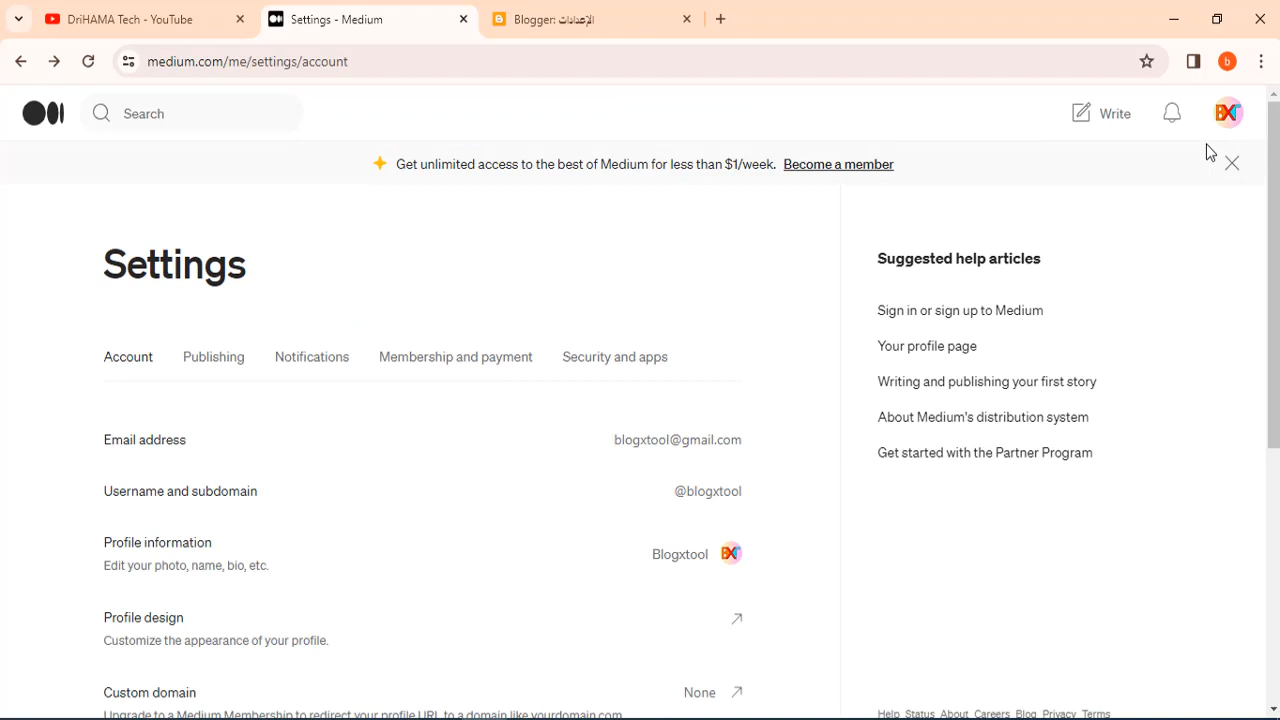 DriHAMA Tech - YouTube
Settings - Medium
Blogger: الإعدادات
medium.com/me/settings/account
b
Search
Write
BXT
Get unlimited access to the best of Medium for less than $1/week. Become a member
Settings
Account Publishing Notifications Membership and payment Security and apps
Email address blogxtool@gmail.com
Username and subdomain @blogxtool
Profile information
Edit your photo, name, bio, etc.
Blogxtool BXT
Profile design
Customize the appearance of your profile.
Custom domain None
Upgrade to a Medium Membership to redirect your profile URL to a domain like yourdomain.com.
Suggested help articles
Sign in or sign up to Medium
Your profile page
Writing and publishing your first story
About Medium's distribution system
Get started with the Partner Program
Help Status About Careers Blog Privacy Terms